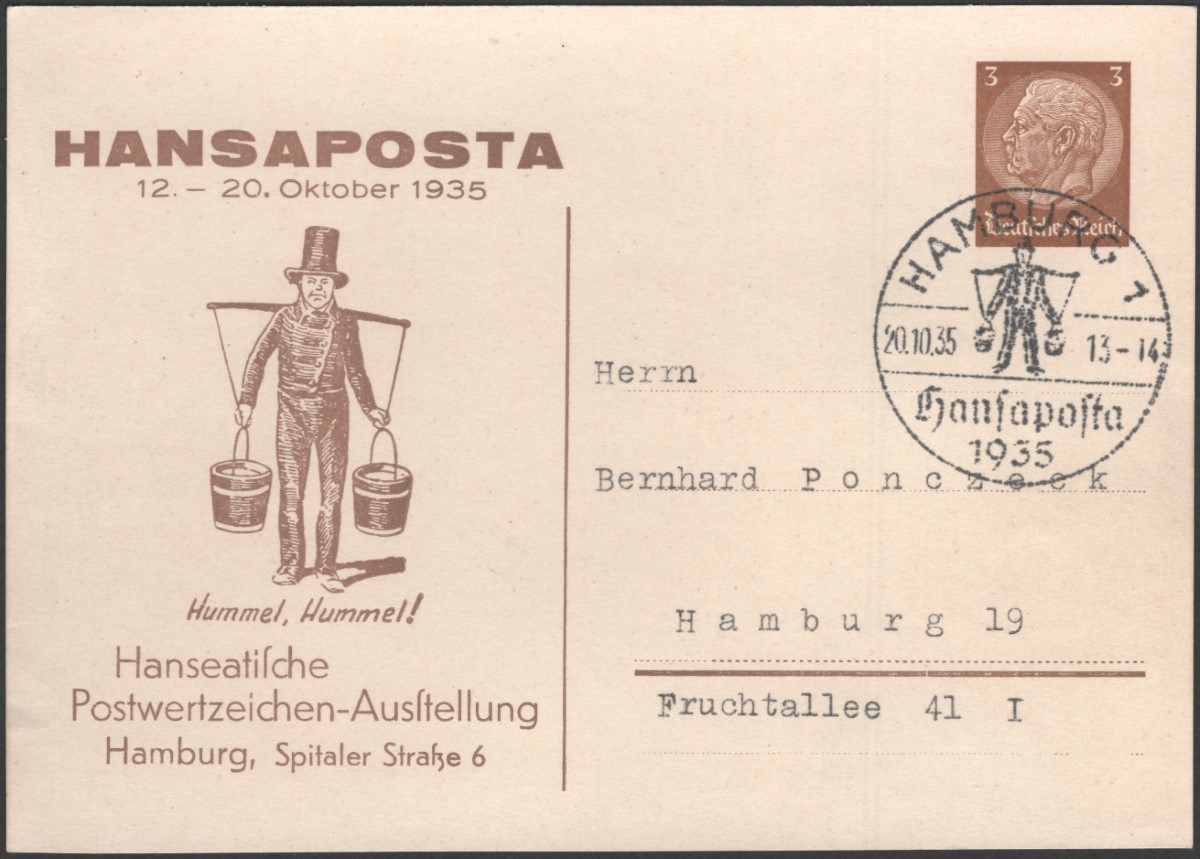 HANSAPOSTA
12. – 20. Oktober 1935
Hummel, Hummel!
Hanseatiſche
Postwertzeichen-Ausſtellung
Hamburg, Spitaler Straße 6
3 3
Deutsches Reich
HAMBURG 1
20.10.35 13-14
Hanſapoſta
1935
Herrn
Bernhard Ponczeck
Hamburg 19
Fruchtallee 41 I